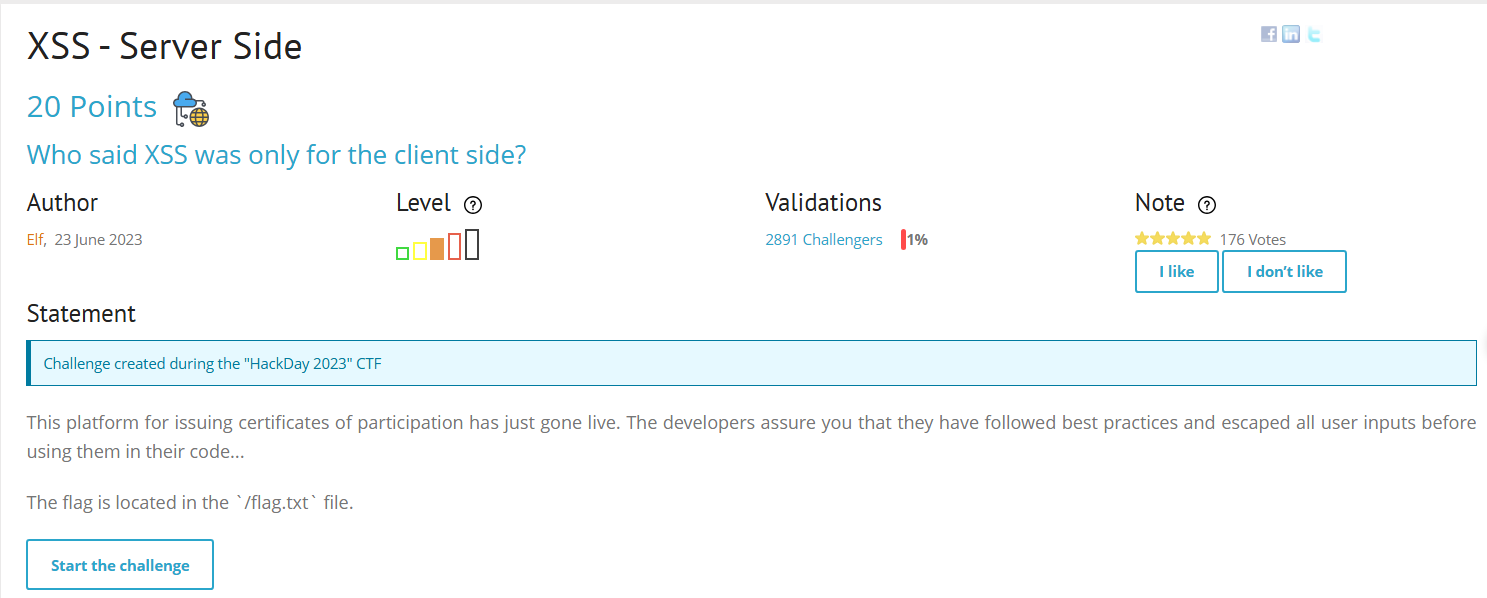 XSS - Server Side
20 Points
Who said XSS was only for the client side?
Author
Level ?
Validations
Note ?
Elf, 23 June 2023
2891 Challengers
1%
176 Votes
I like
I don’t like
Statement
Challenge created during the "HackDay 2023" CTF
This platform for issuing certificates of participation has just gone live. The developers assure you that they have followed best practices and escaped all user inputs before
using them in their code...
The flag is located in the `/flag.txt` file.
Start the challenge